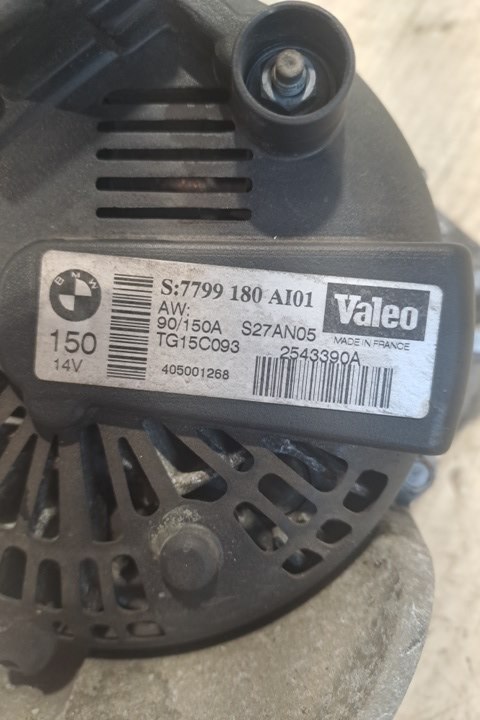 BMW
S:7799 180 AI01
AW:
90/150A S27AN05
TG15C093
405001268
150
14V
Valeo
MADE IN FRANCE
2543390A